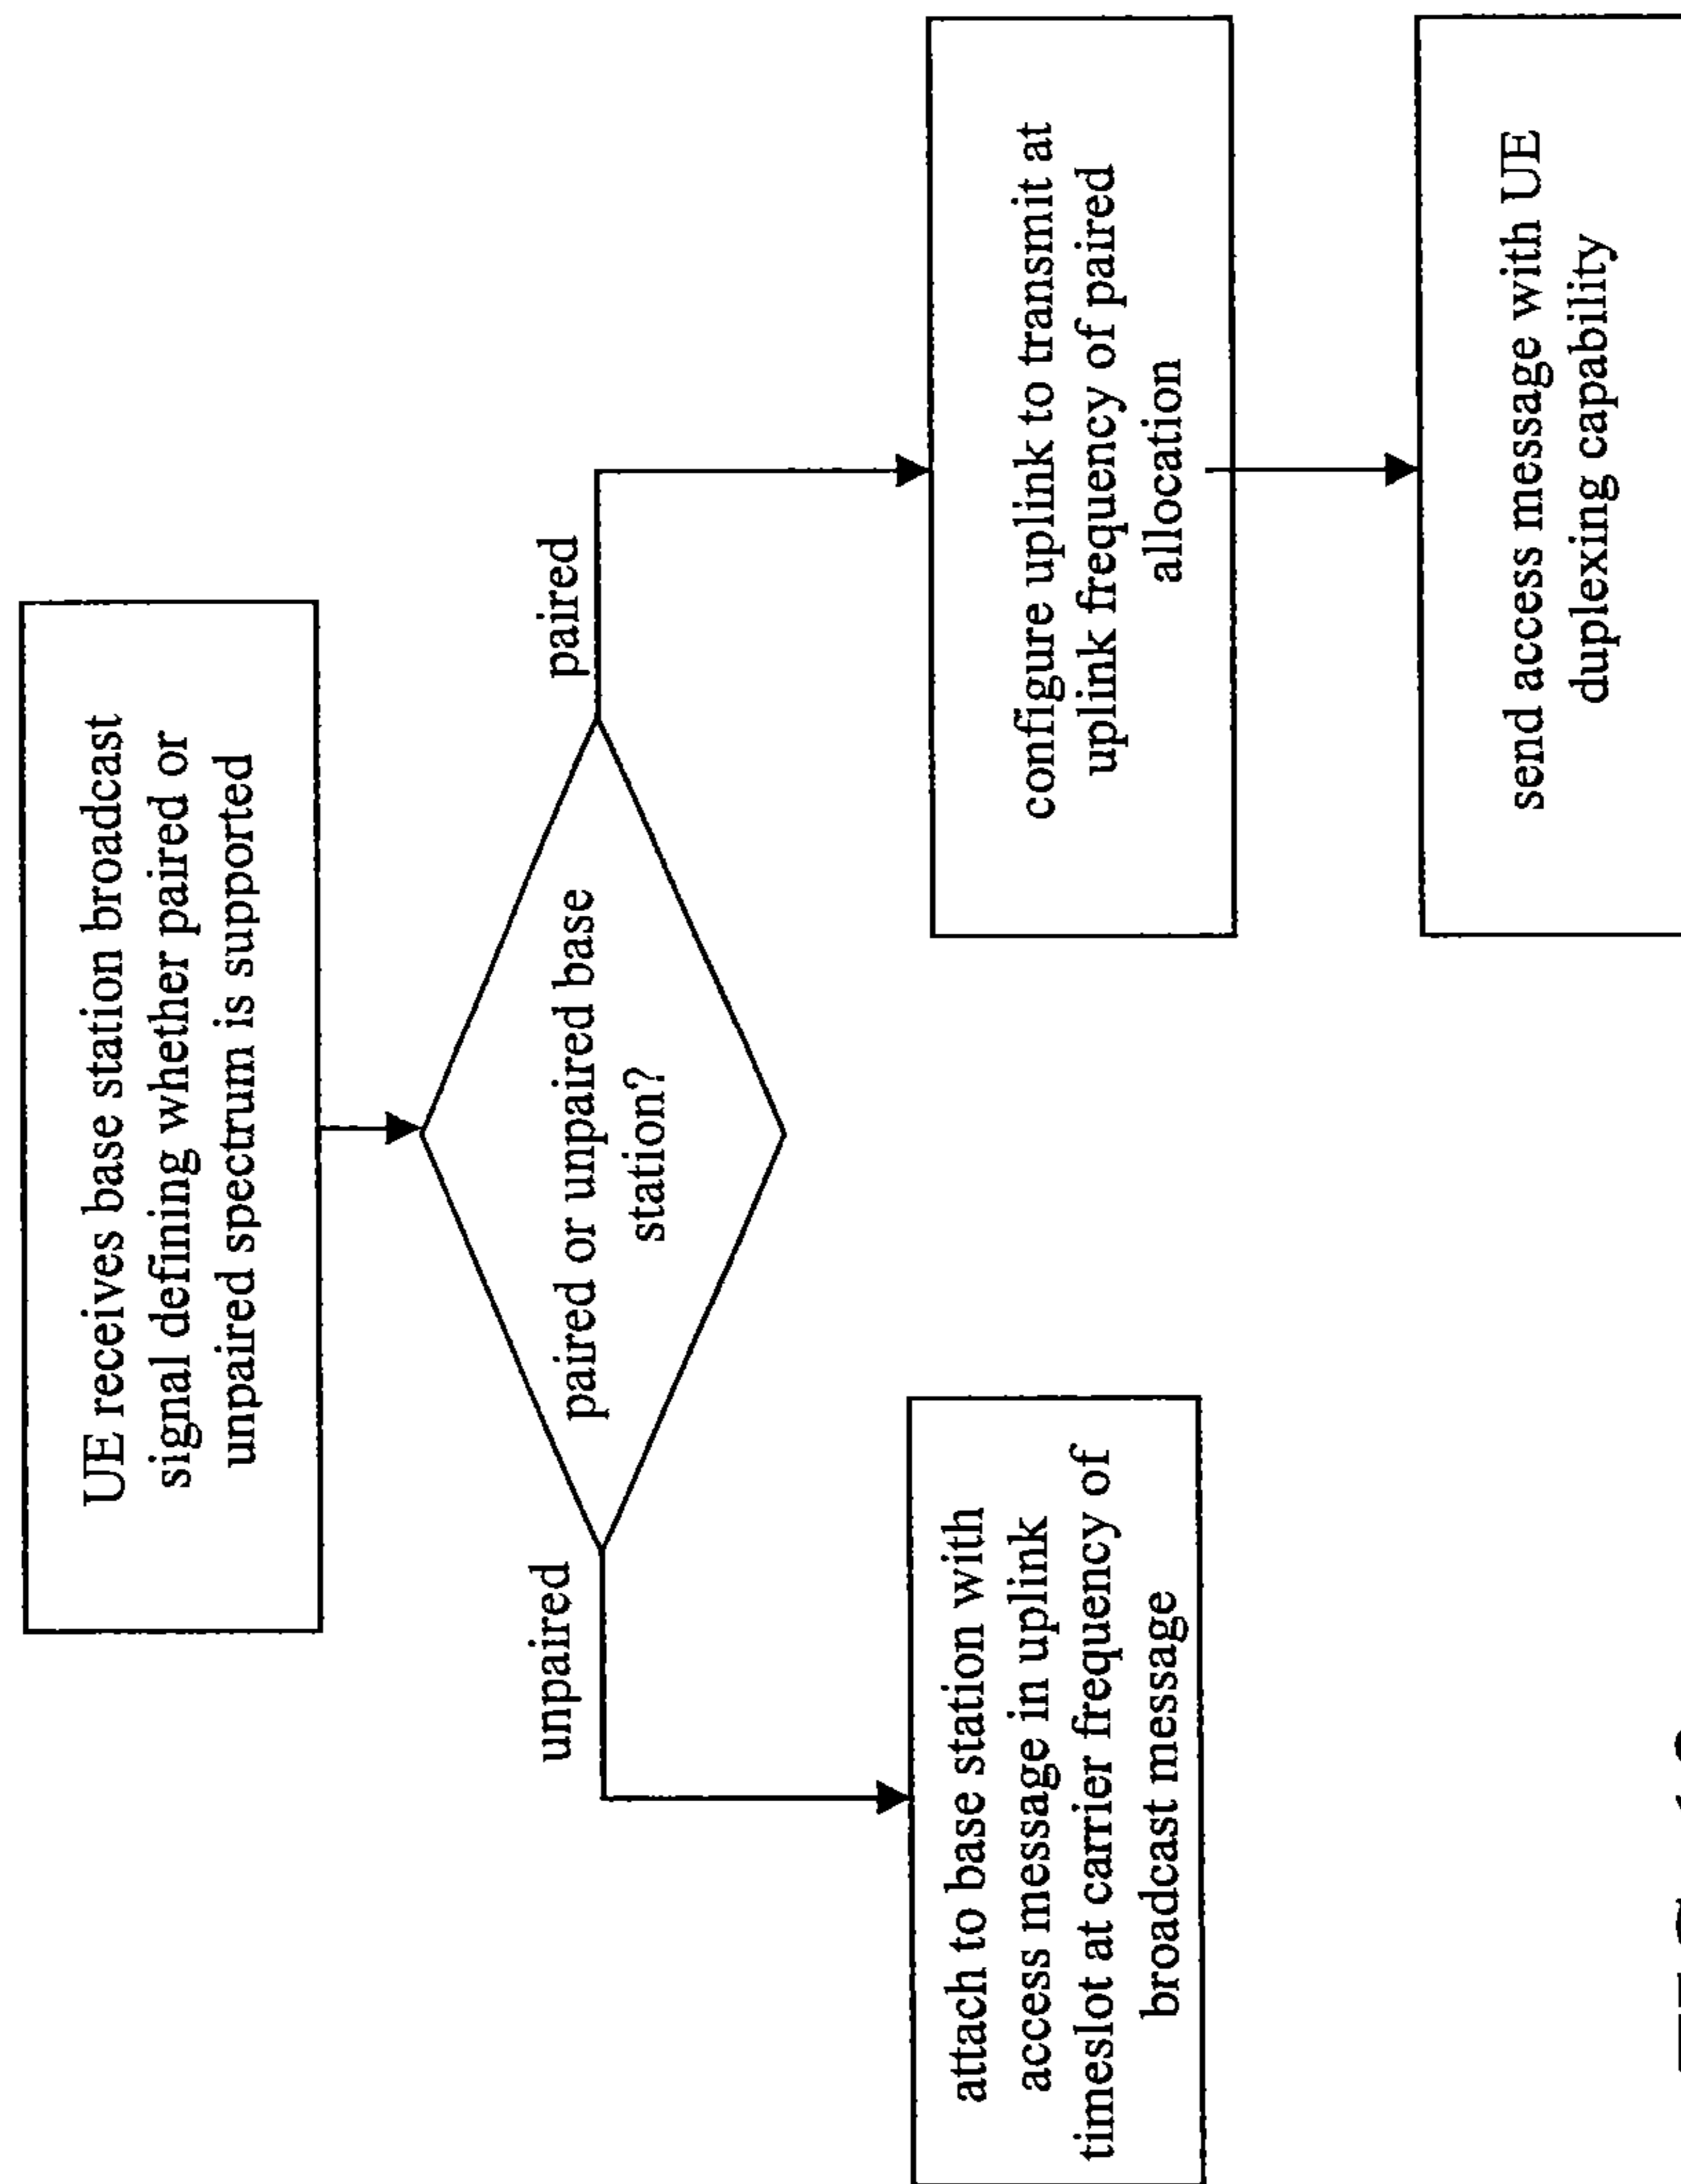 UE receives base station broadcast
signal defining whether paired or
unpaired spectrum is supported
paired or unpaired base
station?
unpaired
paired
attach to base station with
access message in uplink
timeslot at carrier frequency of
broadcast message
configure uplink to transmit at
uplink frequency of paired
allocation
send access message with UE
duplexing capability